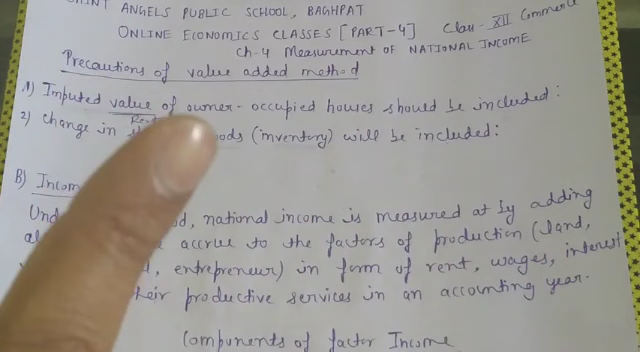 ANGELS PUBLIC SCHOOL, BAGHPAT
ONLINE ECONOMICS CLASSES [PART-4] Class- XII Commerce
Ch-4 Measurement OF NATIONAL INCOME
Precautions of value added method
1) Imputed value of owner-occupied houses should be included:
Rent
2) Change in (inventory) will be included:
B)
national income is measured at by adding
accrue to the factors of production (land,
entrepreneur) in form of rent, wages, interest
productive services in an accounting year.
Components of factor Income